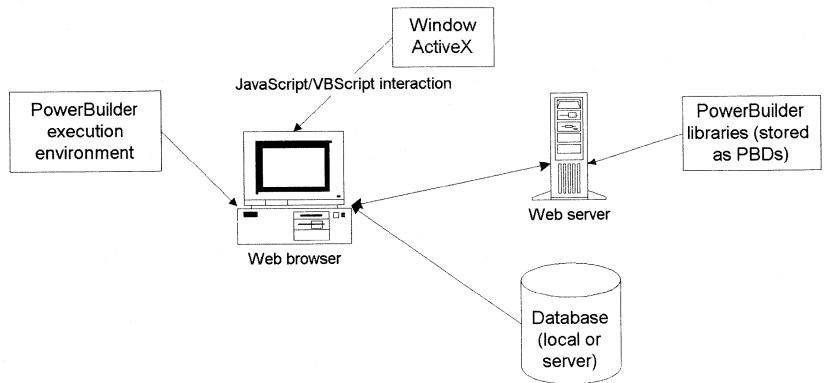 Window
ActiveX
JavaScript/VBScript interaction
PowerBuilder
execution
environment
PowerBuilder
libraries (stored
as PBDs)
Web server
Web browser
Database
(local or
server)